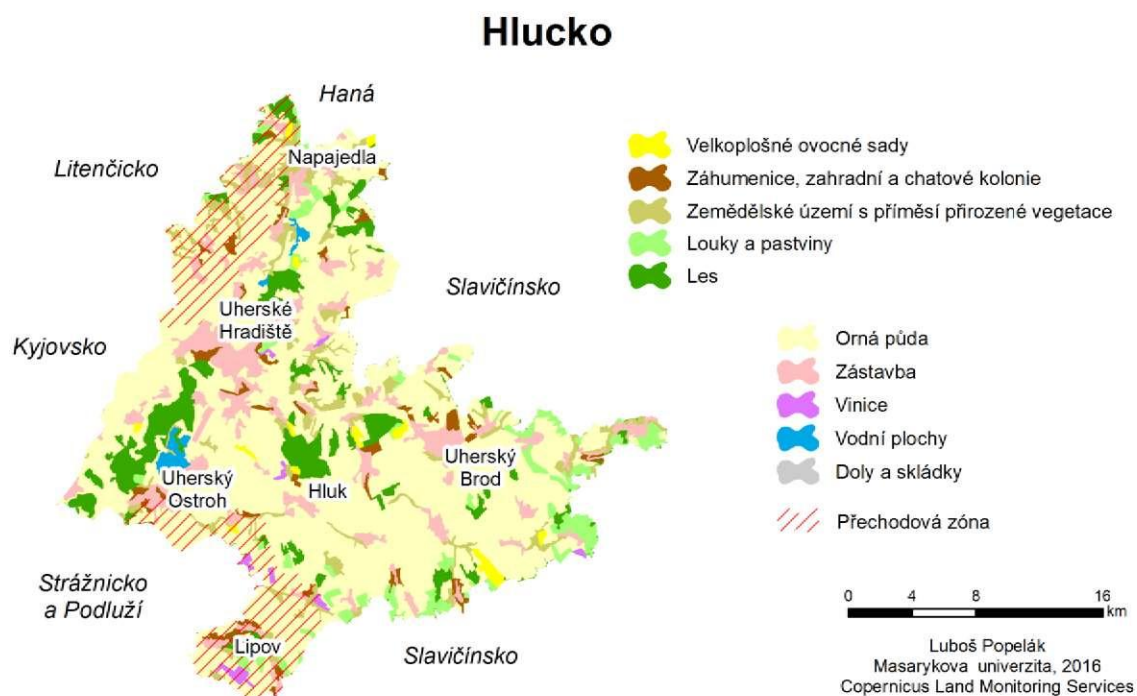 Hlucko
Haná
Litenčicko
Napajedla
Slavičínsko
Uherské
Hradiště
Kyjovsko
Uherský
Ostroh
Hluk
Uherský
Brod
Strážnicko
a Podluží
Lipov
Slavičínsko
Velkoplošné ovocné sady
Záhumenice, zahradní a chatové kolonie
Zemědělské území s příměsí přirozené vegetace
Louky a pastviny
Les
Orná půda
Zástavba
Vinice
Vodní plochy
Doly a skládky
Přechodová zóna
0 4 8 16
km
Luboš Popelák
Masarykova univerzita, 2016
Copernicus Land Monitoring Services